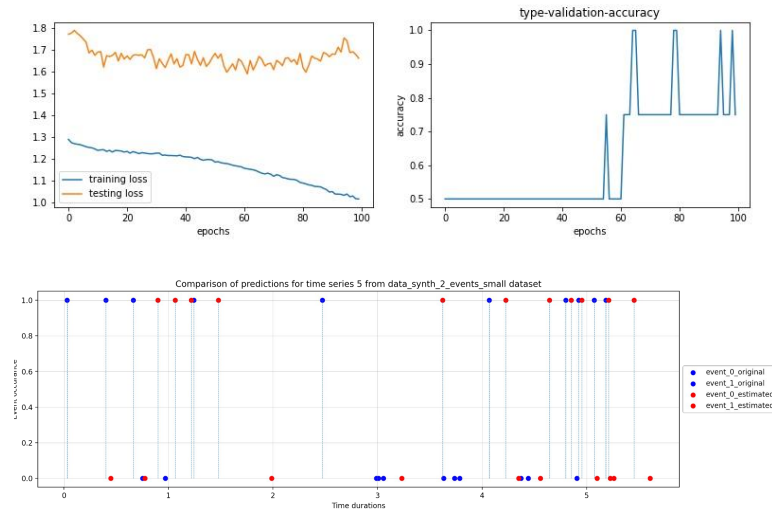 1.8
1.7
1.6
1.5
1.4
1.3
1.2
1.1
1.0
training loss
testing loss
0 20 40 60 80 100
epochs
type-validation-accuracy
1.0
0.9
0.8
0.7
0.6
0.5
accuracy
0 20 40 60 80 100
epochs
Comparison of predictions for time series 5 from data_synth_2_events_small dataset
1.0
0.8
0.6
0.4
0.2
0.0
0 1 2 3 4 5
Time durations
event_0_original
event_1_original
event_0_estimated
event_1_estimated